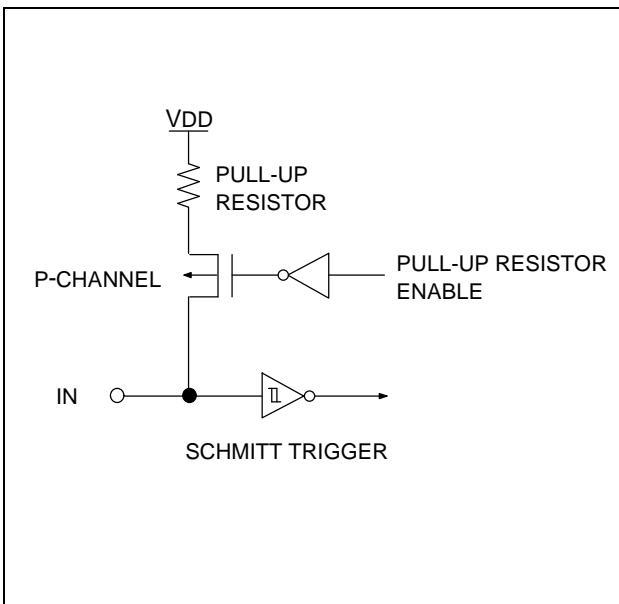 VDD
PULL-UP
RESISTOR
P-CHANNEL
PULL-UP RESISTOR
ENABLE
IN
SCHMITT TRIGGER